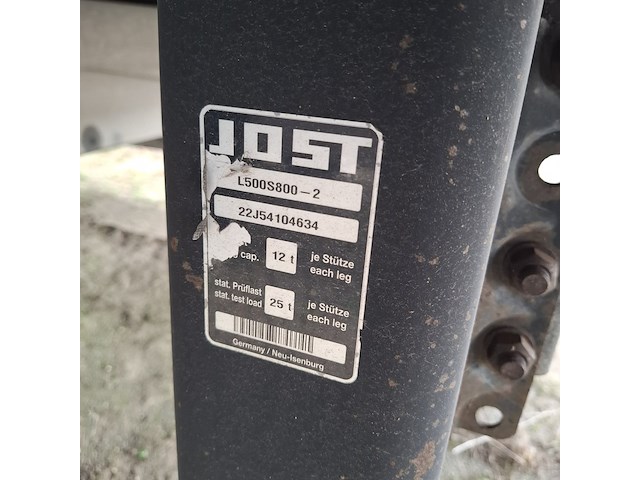 JOST
L500S800-2
22J54104634
cap. 12 t je Stütze
each leg
stat. Prüflast
stat. test load 25 t je Stütze
each leg
Germany / Neu-Isenburg